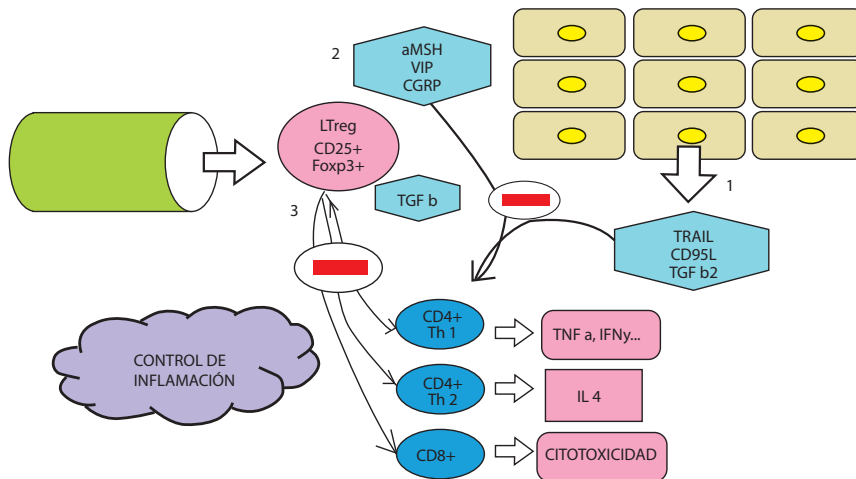 2
aMSH
VIP
CGRP
LTreg
CD25+
Foxp3+
TGF b
3
1
TRAIL
CD95L
TGF b2
CD4+
Th 1
TNF a, IFNy...
CONTROL DE
INFLAMACIÓN
CD4+
Th 2
IL 4
CD8+
CITOTOXICIDAD